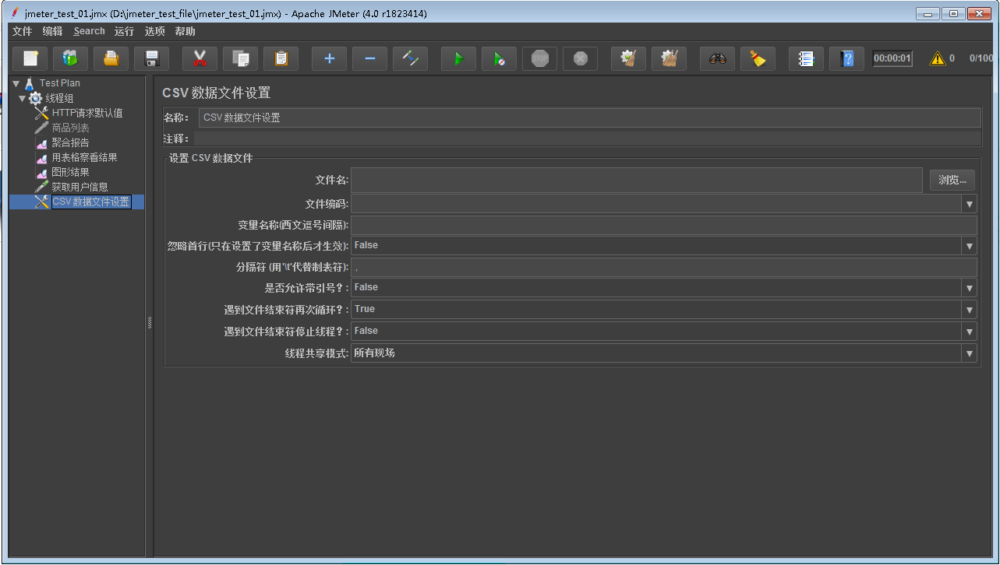 jmeter_test_01.jmx (D:\jmeter_test_file\jmeter_test_01.jmx) - Apache JMeter (4.0 r1823414)
文件 编辑 Search 运行 选项 帮助
STOP 00:00:01 0 0/100
Test Plan
线程组
HTTP请求默认值
商品列表
聚合报告
用表格察看结果
图形结果
获取用户信息
CSV 数据文件设置
CSV 数据文件设置
名称： CSV 数据文件设置
注释：
设置 CSV 数据文件
文件名: 浏览...
文件编码:
变量名称(西文逗号间隔):
忽略首行(只在设置了变量名称后才生效): False
分隔符 (用'\t'代替制表符): ,
是否允许带引号？: False
遇到文件结束符再次循环？: True
遇到文件结束符停止线程？: False
线程共享模式: 所有现场